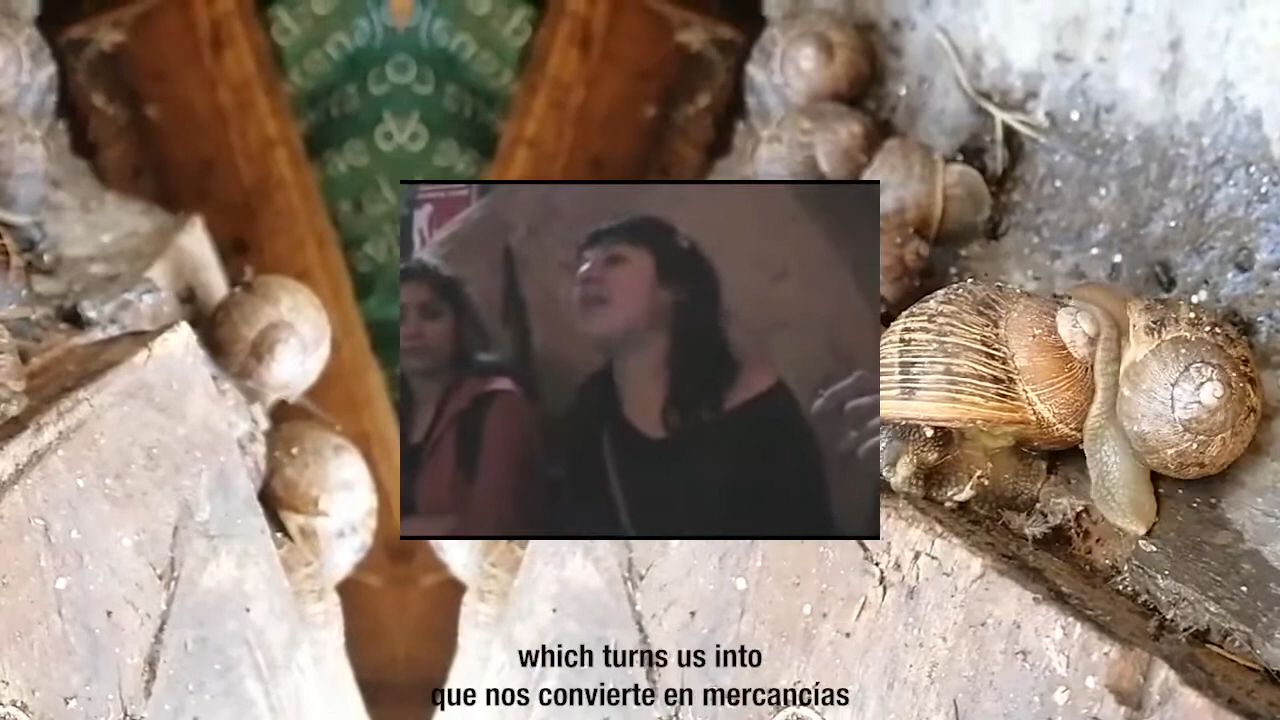 which turns us into
que nos convierte en mercancías